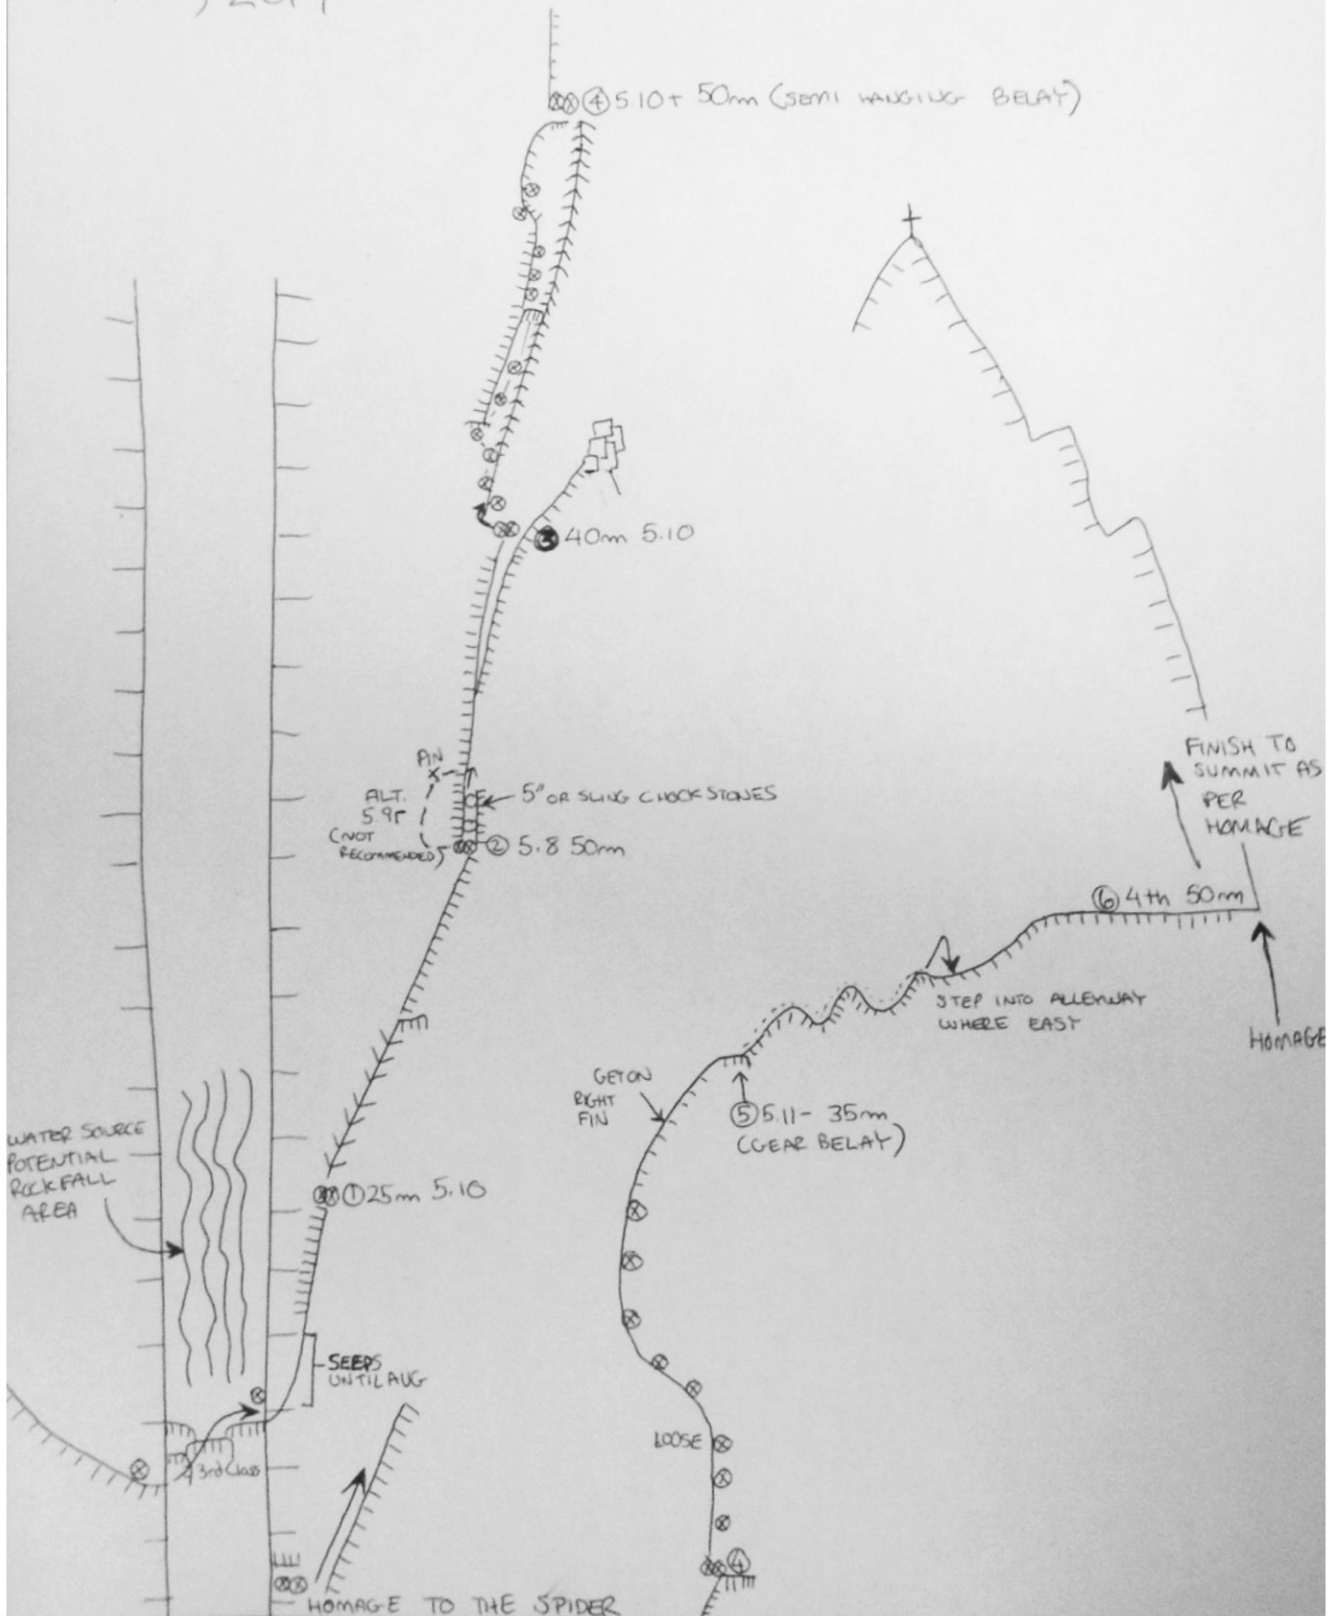 ④ 5.10+ 50m (SEMI HANGING BELAY)
③ 40m 5.10
PIN
ALT.
5.9r
(NOT
RECOMMENDED)
5" OR SLING CHOCKSTONES
② 5.8 50m
FINISH TO
SUMMIT AS
PER
HOMAGE
⑥ 4th 50m
STEP INTO ALLEYWAY
WHERE EASY
HOMAGE
GET ON
RIGHT
FIN
⑤ 5.11- 35m
(GEAR BELAY)
WATER SOURCE
POTENTIAL
ROCKFALL
AREA
① 25m 5.10
SEEPS
UNTIL AUG
LOOSE
3rd Class
④
HOMAGE TO THE SPIDER